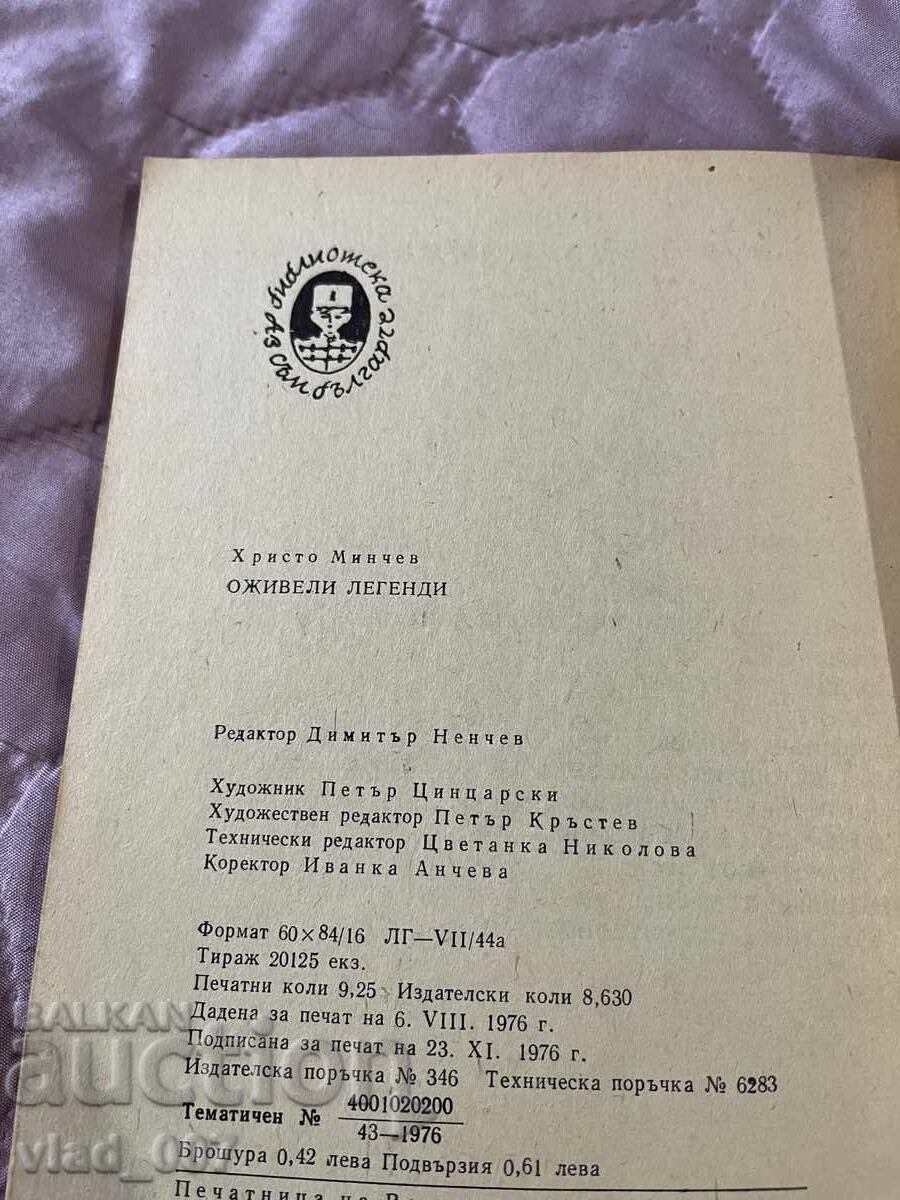 библиотека
Аз съм българче
Христо Минчев
ОЖИВЕЛИ ЛЕГЕНДИ
Редактор Димитър Ненчев
Художник Петър Цинцарски
Художествен редактор Петър Кръстев
Технически редактор Цветанка Николова
Коректор Иванка Анчева
Формат 60×84/16 ЛГ—VII/44а
Тираж 20125 екз.
Печатни коли 9,25 Издателски коли 8,630
Дадена за печат на 6. VIII. 1976 г.
Подписана за печат на 23. XI. 1976 г.
Издателска поръчка № 346 Техническа поръчка № 6283
Тематичен № 4001020200
43—1976
Брошура 0,42 лева Подвързия 0,61 лева
Печатница на
BALKAN
auction